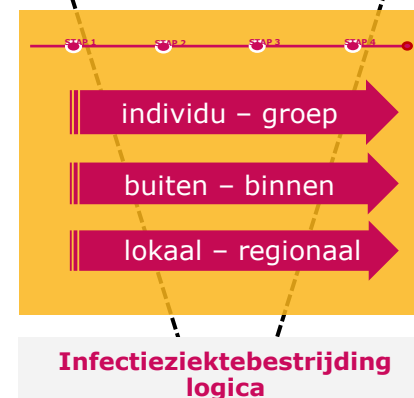 STAP 1 STAP 2 STAP 3 STAP 4
individu – groep
buiten – binnen
lokaal – regionaal
Infectieziektebestrijding
logica